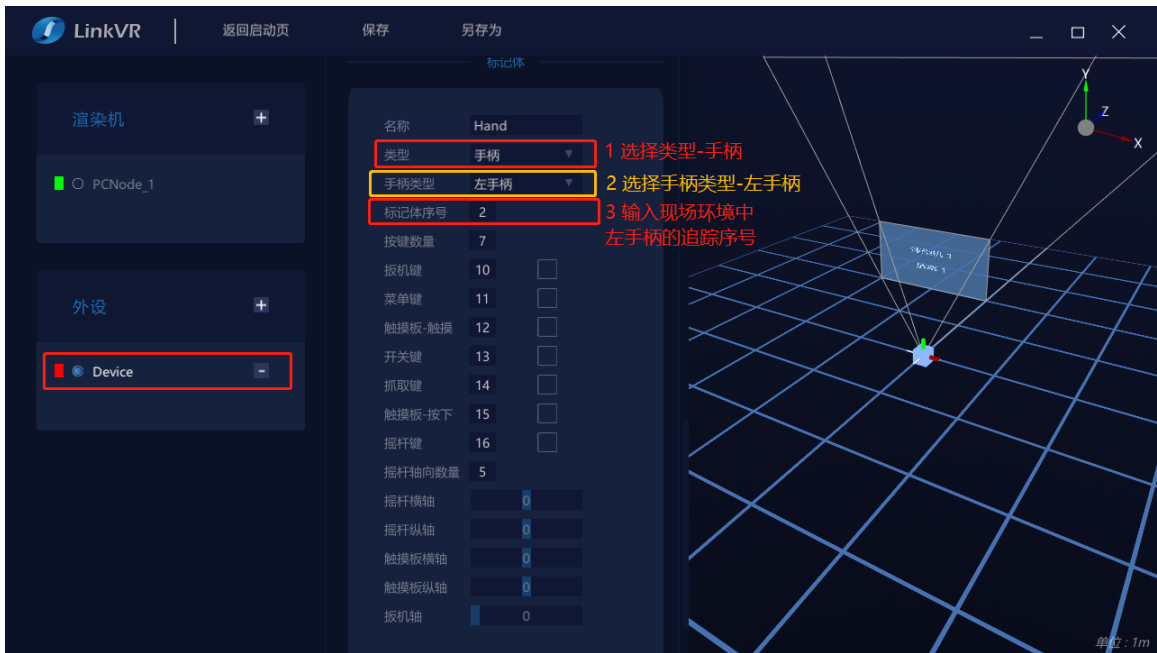 LinkVR 返回启动页 保存 另存为
标记体
渲染机 +
PCNode_1
外设 +
Device -
名称 Hand
类型 手柄
手柄类型 左手柄
标记体序号 2
按键数量 7
扳机键 10
菜单键 11
触摸板-触摸 12
开关键 13
抓取键 14
触摸板-按下 15
摇杆键 16
摇杆轴向数量 5
摇杆横轴 0
摇杆纵轴 0
触摸板横轴 0
触摸板纵轴 0
扳机轴 0
1 选择类型-手柄
2 选择手柄类型-左手柄
3 输入现场环境中
左手柄的追踪序号
Y
Z
X
单位 : 1m